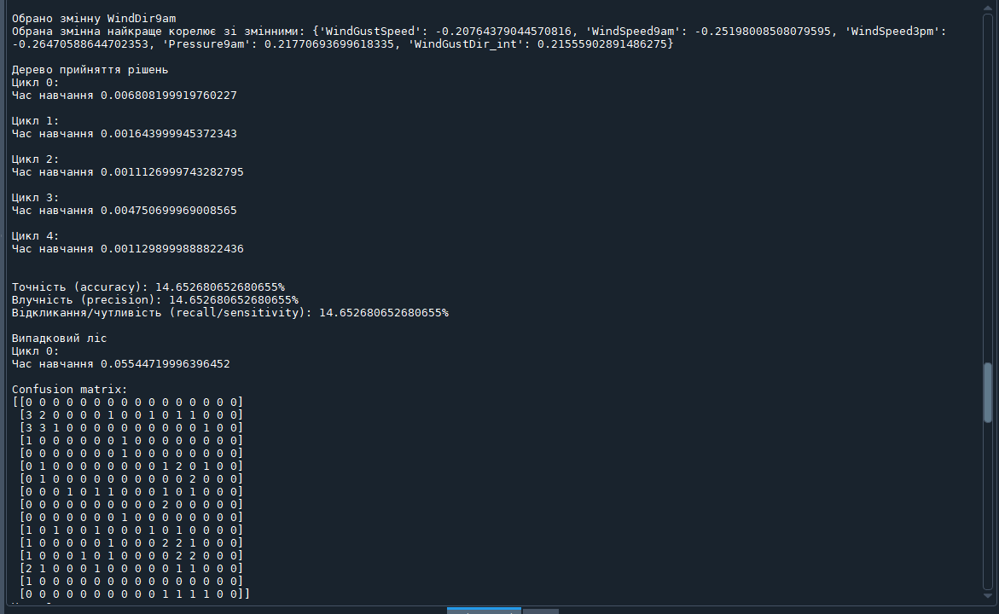 Обрано змінну WindDir9am
Обрана змінна найкраще корелює зі змінними: {'WindGustSpeed': -0.20764379044570816, 'WindSpeed9am': -0.25198008508079595, 'WindSpeed3pm':
-0.26470588644702353, 'Pressure9am': 0.21770693699618335, 'WindGustDir_int': 0.21555902891486275}
Дерево прийняття рішень
Цикл 0:
Час навчання 0.006808199919760227
Цикл 1:
Час навчання 0.001643999945372343
Цикл 2:
Час навчання 0.0011126999743282795
Цикл 3:
Час навчання 0.004750699969008565
Цикл 4:
Час навчання 0.0011298999888822436
Точність (accuracy): 14.652680652680655%
Влучність (precision): 14.652680652680655%
Відкликання/чутливість (recall/sensitivity): 14.652680652680655%
Випадковий ліс
Цикл 0:
Час навчання 0.05544719996396452
Confusion matrix:
[[0 0 0 0 0 0 0 0 0 0 0 0 0 0 0 0]
[3 2 0 0 0 0 1 0 0 1 0 1 1 0 0 0]
[3 3 1 0 0 0 0 0 0 0 0 0 0 1 0 0]
[1 0 0 0 0 0 0 1 0 0 0 0 0 0 0 0]
[0 0 0 0 0 0 0 1 0 0 0 0 0 0 0 0]
[0 1 0 0 0 0 0 0 0 0 1 2 0 1 0 0]
[0 1 0 0 0 0 0 0 0 0 0 0 2 0 0 0]
[0 0 0 1 0 1 1 0 0 0 1 0 1 0 0 0]
[0 0 0 0 0 0 0 0 0 0 2 0 0 0 0 0]
[0 0 0 0 0 0 0 1 0 0 0 0 0 0 0 0]
[1 0 1 0 0 1 0 0 0 1 0 1 0 0 0 0]
[1 0 0 0 0 0 1 0 0 0 2 2 1 0 0 0]
[1 0 0 0 1 0 1 0 0 0 0 2 2 0 0 0]
[2 1 0 0 0 1 0 0 0 0 0 1 1 0 0 0]
[1 0 0 0 0 0 0 0 0 0 0 0 0 0 0 0]
[0 0 0 0 0 0 0 0 0 0 1 1 1 1 0 0]]